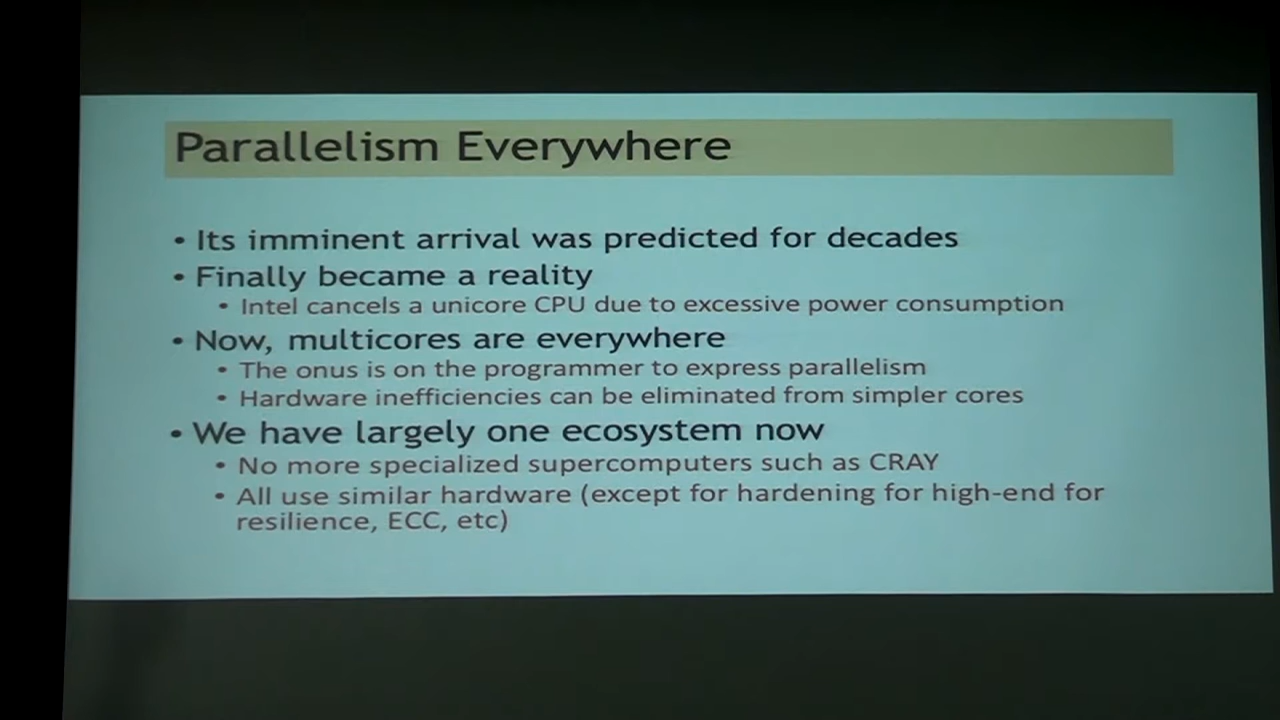 Parallelism Everywhere
• Its imminent arrival was predicted for decades
• Finally became a reality
• Intel cancels a unicore CPU due to excessive power consumption
• Now, multicores are everywhere
• The onus is on the programmer to express parallelism
• Hardware inefficiencies can be eliminated from simpler cores
• We have largely one ecosystem now
• No more specialized supercomputers such as CRAY
• All use similar hardware (except for hardening for high-end for
resilience, ECC, etc)